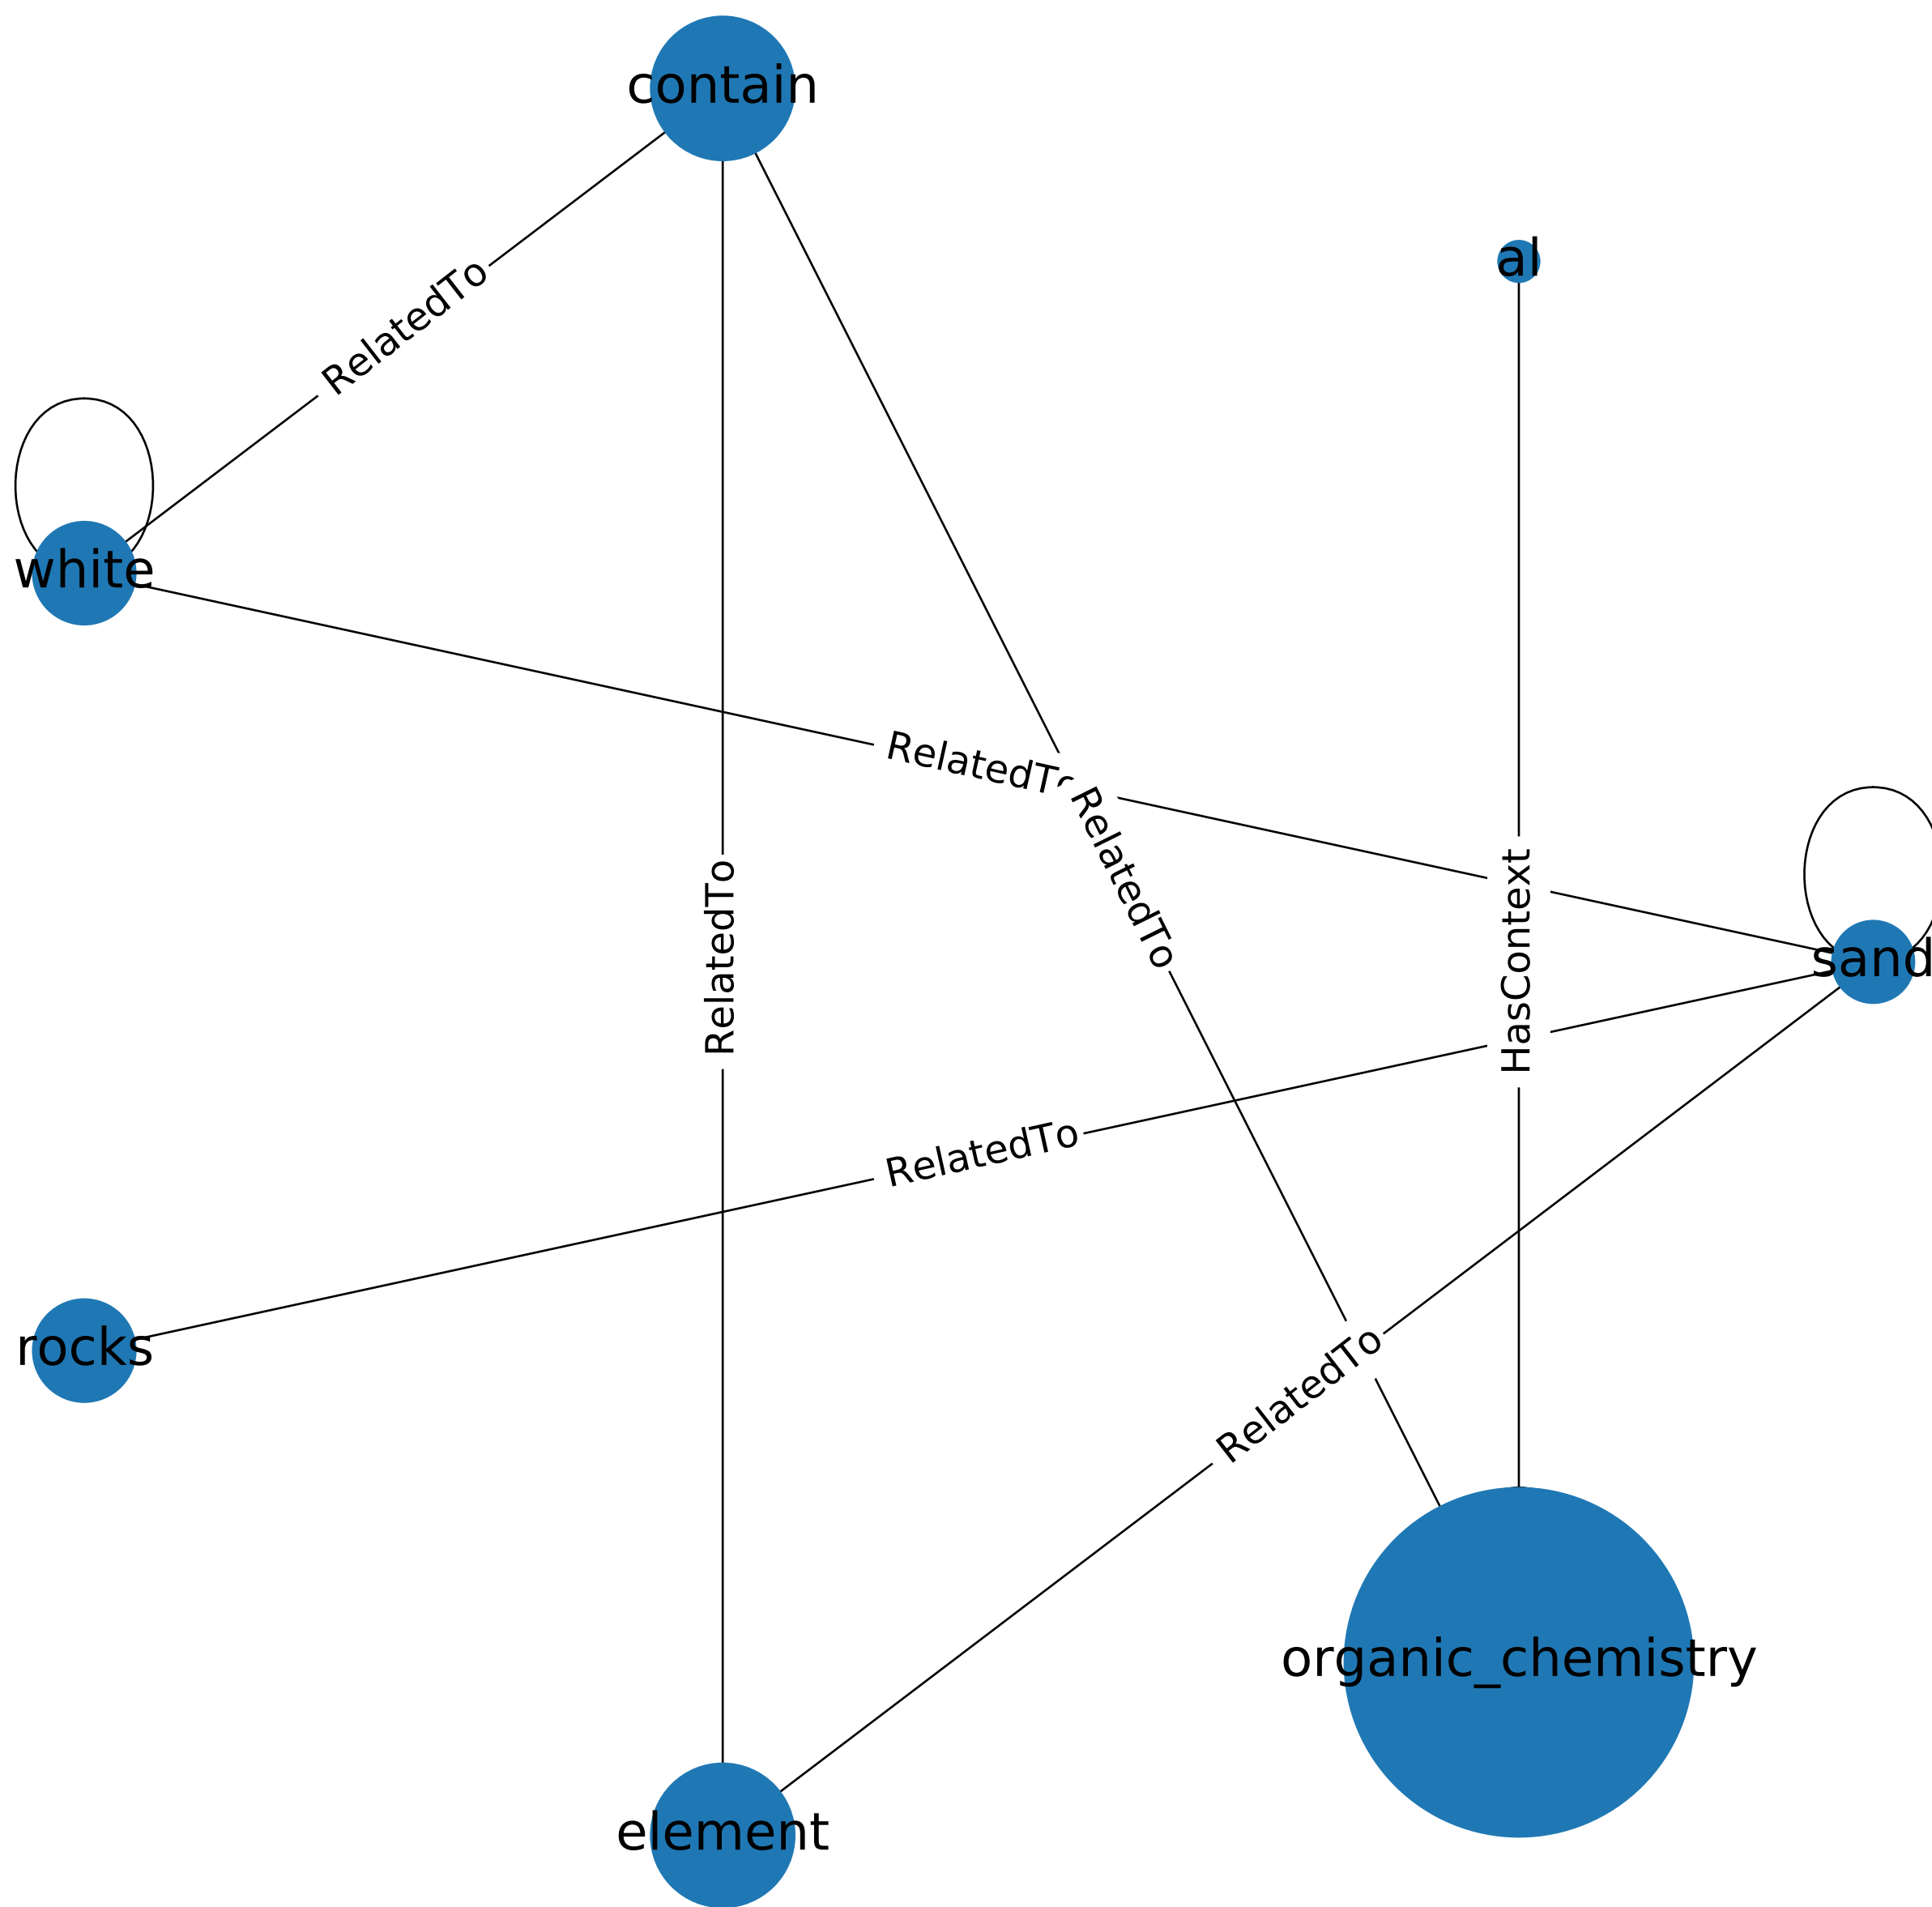 contain
al
RelatedTo
white
RelatedTo
RelatedTo
RelatedTo
HasContext
sand
RelatedTo
rocks
RelatedTo
organic_chemistry
element